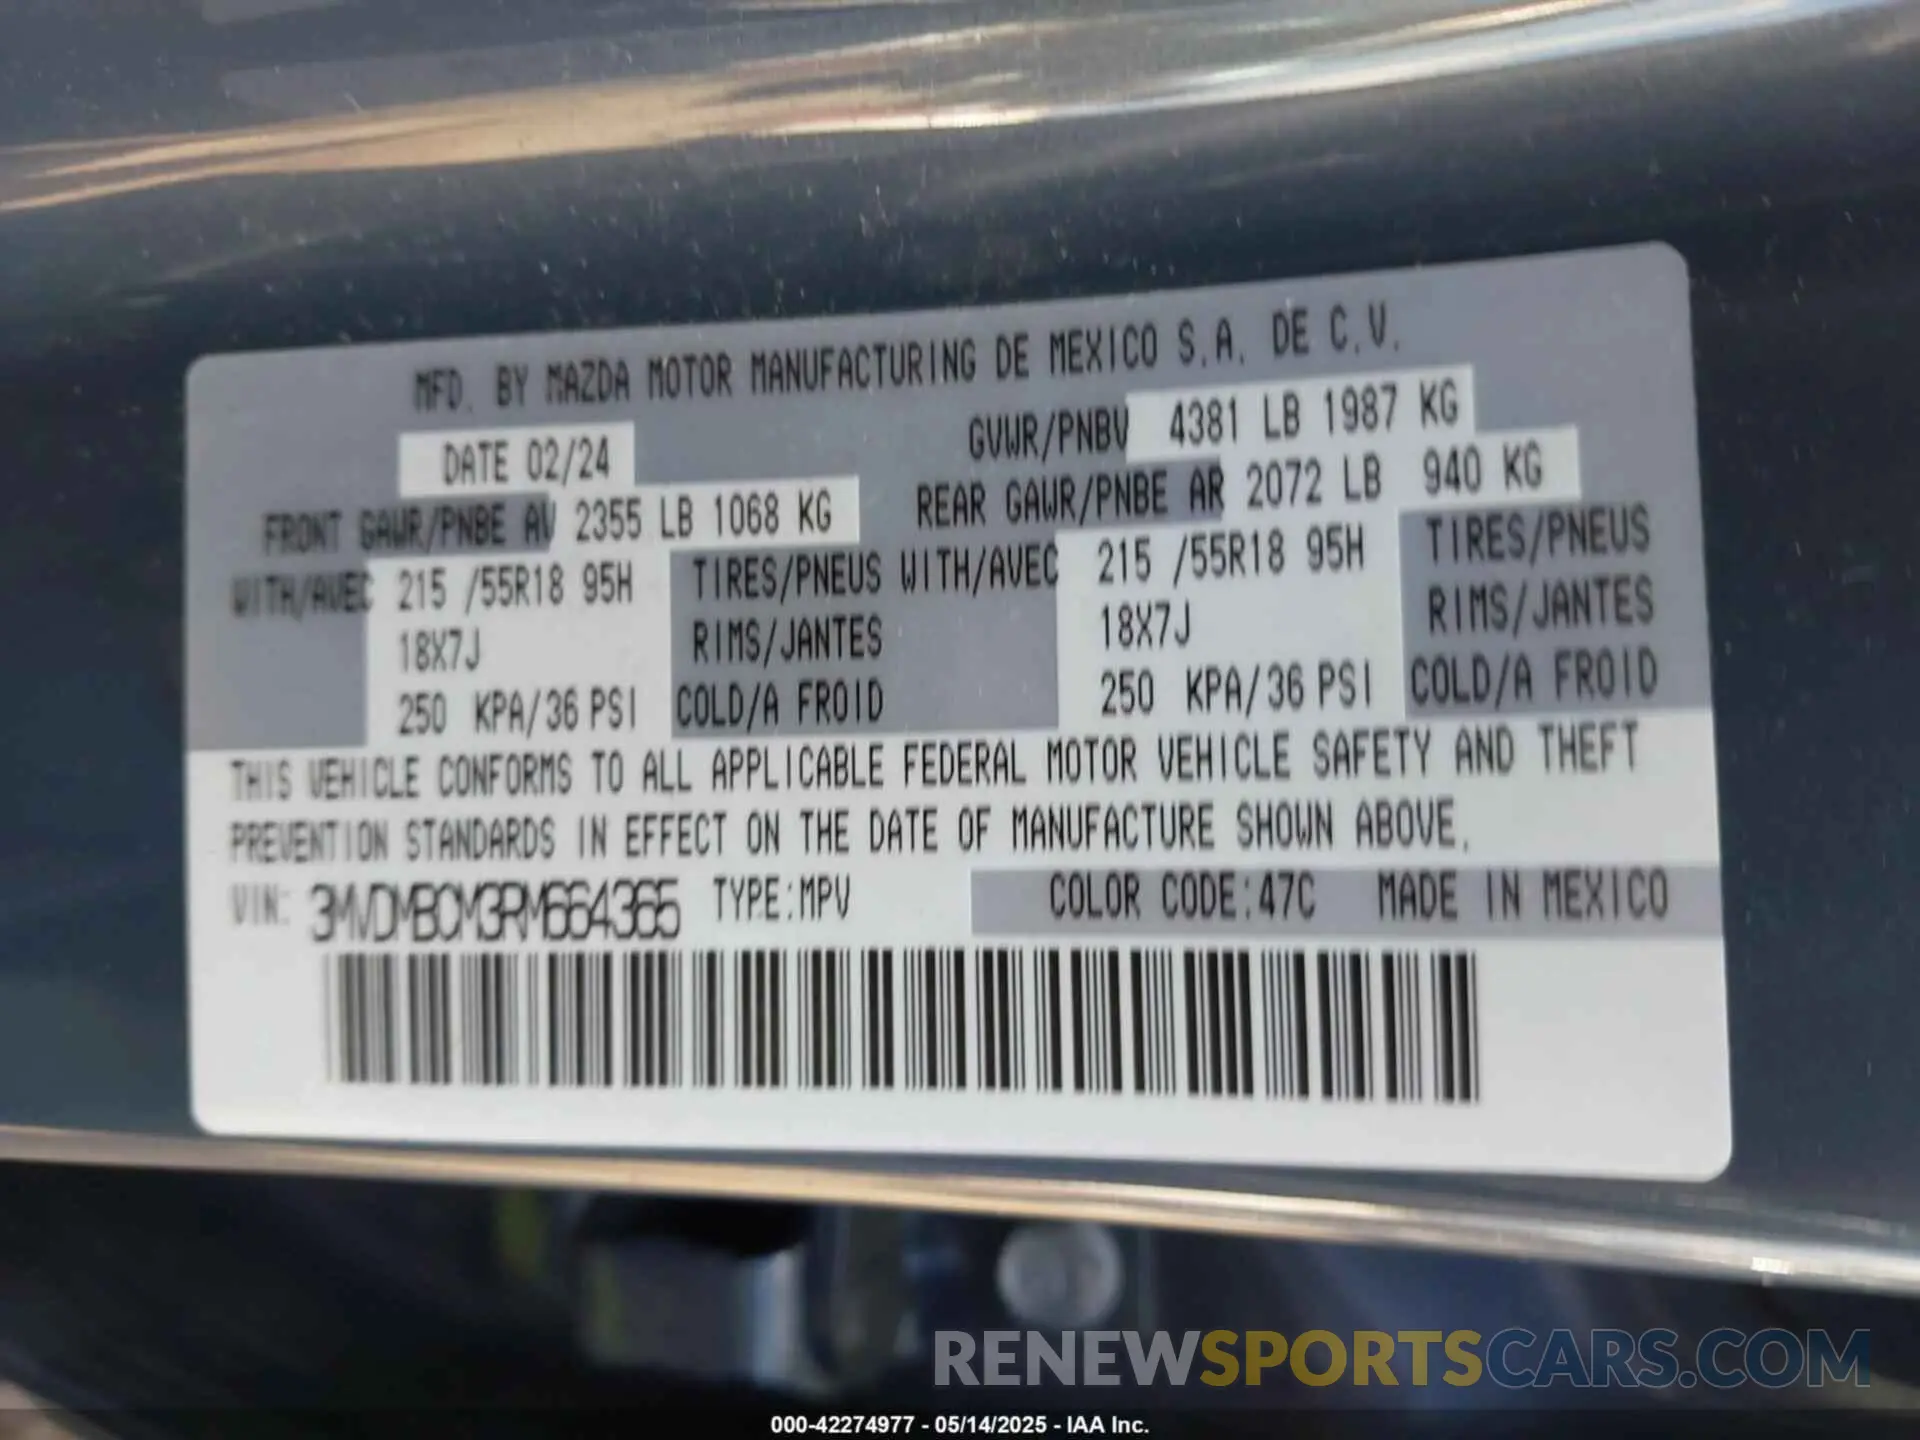 MFD. BY MAZDA MOTOR MANUFACTURING DE MEXICO S.A. DE C.V.
DATE 02/24 GVWR/PNBV 4381 LB 1987 KG
FRONT GAWR/PNBE AV 2355 LB 1068 KG REAR GAWR/PNBE AR 2072 LB 940 KG
WITH/AVEC 215 /55R18 95H TIRES/PNEUS WITH/AVEC 215 /55R18 95H TIRES/PNEUS
18X7J RIMS/JANTES 18X7J RIMS/JANTES
250 KPA/36 PSI COLD/A FROID 250 KPA/36 PSI COLD/A FROID
THIS VEHICLE CONFORMS TO ALL APPLICABLE FEDERAL MOTOR VEHICLE SAFETY AND THEFT
PREVENTION STANDARDS IN EFFECT ON THE DATE OF MANUFACTURE SHOWN ABOVE.
VIN: 3MVDMBCM3RM664365 TYPE:MPV COLOR CODE:47C MADE IN MEXICO
RENEWSPORTSCARS.COM
000-42274977 - 05/14/2025 - IAA Inc.